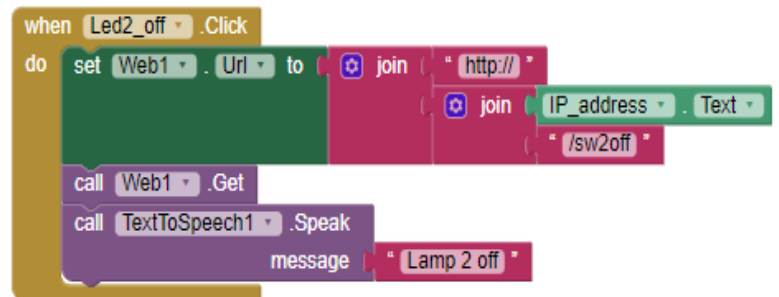 when Led2_off .Click
do set Web1 . Url to join " http:// "
join IP_address . Text
" /sw2off "
call Web1 .Get
call TextToSpeech1 .Speak
message " Lamp 2 off "